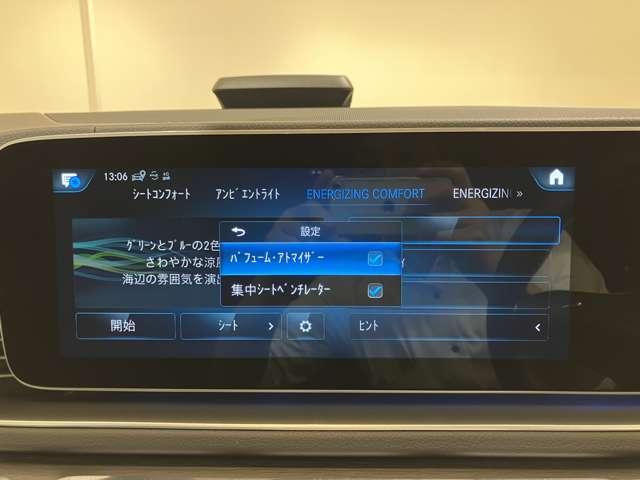 13:06 4G
シートコンフォート アンビエントライト ENERGIZING COMFORT ENERGIZIN »
設定
グリーンとブルーの2色
パフューム・アトマイザー
さわやかな涼
海辺の雰囲気を演出
集中シートベンチレーター
開始 シート > ヒント <